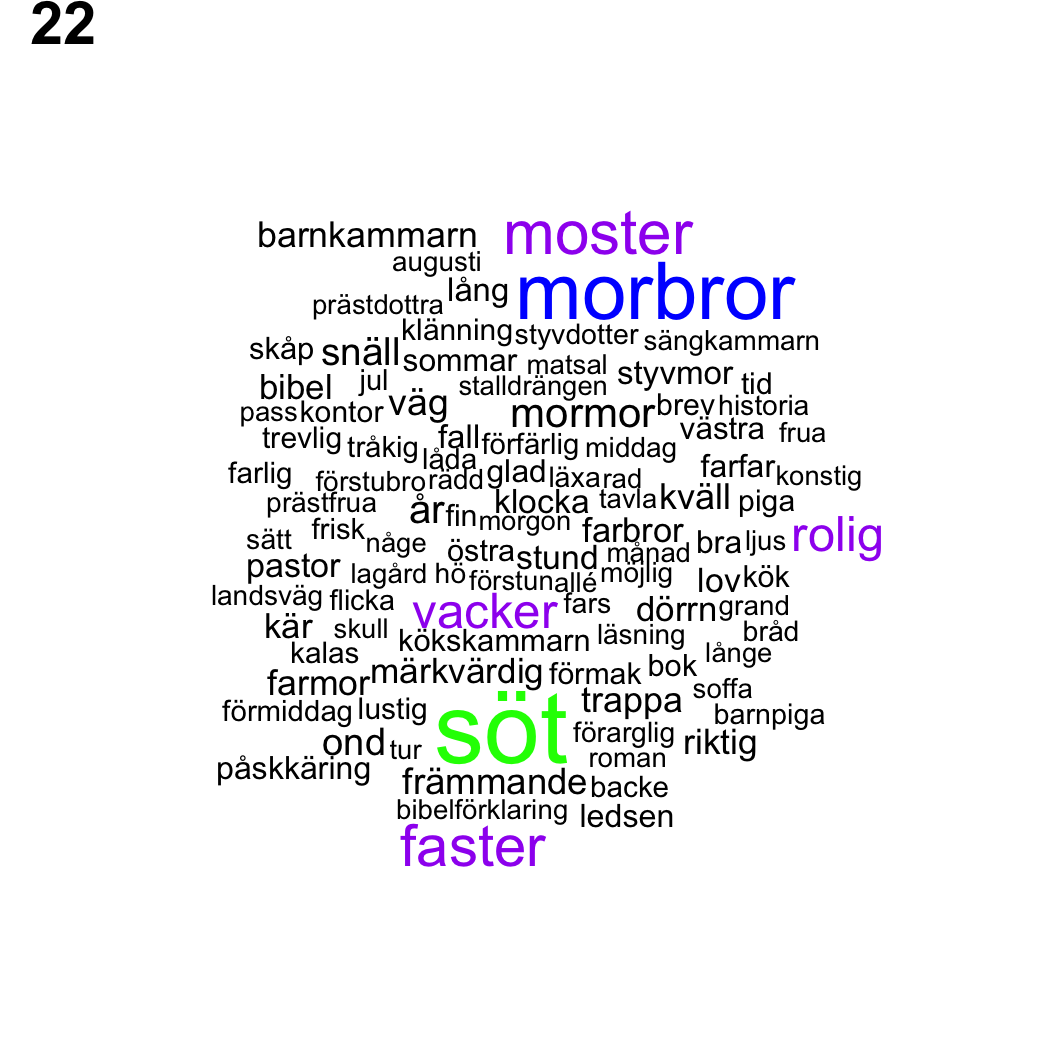 22
barnkammarn moster
augusti
lång morbror
prästdottra
klänning styvdotter sängkammarn
skåp snäll sommar matsal
bibel jul stalldrängen styvmor tid
pass kontor väg mormor brev historia
trevlig tråkig fall förfärlig middag västra frua
farlig förstubro låda rädd glad läxa rad farfar konstig
prästfrua år fin klocka tavla kväll piga
sätt frisk någe morgon farbror bra ljus rolig
pastor lagård hö östra stund månad
förstunallé möjlig lov kök
landsväg flicka vacker fars dörrn grand
kär skull kökskammarn läsning bråd
kalas märkvärdig förmak bok långe
farmor trappa soffa
förmiddag lustig söt förarglig barnpiga
ond tur roman riktig
påskkäring främmande backe
bibelförklaring ledsen
faster